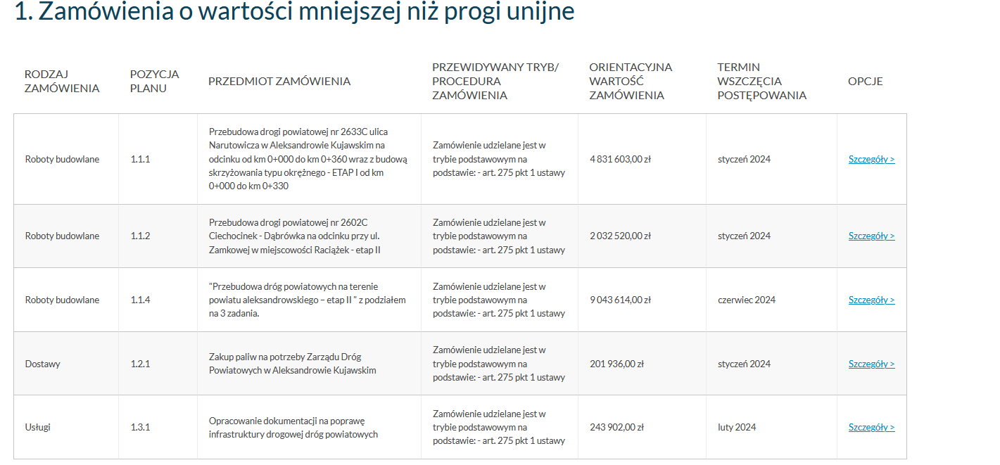 1. Zamówienia o wartości mniejszej niż progi unijne
RODZAJ
ZAMÓWIENIA
POZYCJA
PLANU
PRZEDMIOT ZAMÓWIENIA
PRZEWIDYWANY TRYB/
PROCEDURA
ZAMÓWIENIA
ORIENTACYJNA
WARTOŚĆ
ZAMÓWIENIA
TERMIN
WSZCZĘCIA
POSTĘPOWANIA
OPCJE
Roboty budowlane
1.1.1
Przebudowa drogi powiatowej nr 2633C ulica
Narutowicza w Aleksandrowie Kujawskim na
odcinku od km 0+000 do km 0+360 wraz z budową
skrzyżowania typu okrężnego - ETAP I od km
0+000 do km 0+330
Zamówienie udzielane jest w
trybie podstawowym na
podstawie: - art. 275 pkt 1 ustawy
4 831 603,00 zł
styczeń 2024
Szczegóły >
Roboty budowlane
1.1.2
Przebudowa drogi powiatowej nr 2602C
Ciechocinek - Dąbrówka na odcinku przy ul.
Zamkowej w miejscowości Raciążek - etap II
Zamówienie udzielane jest w
trybie podstawowym na
podstawie: - art. 275 pkt 1 ustawy
2 032 520,00 zł
styczeń 2024
Szczegóły >
Roboty budowlane
1.1.4
"Przebudowa dróg powiatowych na terenie
powiatu aleksandrowskiego – etap II " z podziałem
na 3 zadania.
Zamówienie udzielane jest w
trybie podstawowym na
podstawie: - art. 275 pkt 1 ustawy
9 043 614,00 zł
czerwiec 2024
Szczegóły >
Dostawy
1.2.1
Zakup paliw na potrzeby Zarządu Dróg
Powiatowych w Aleksandrowie Kujawskim
Zamówienie udzielane jest w
trybie podstawowym na
podstawie: - art. 275 pkt 1 ustawy
201 936,00 zł
styczeń 2024
Szczegóły >
Usługi
1.3.1
Opracowanie dokumentacji na poprawę
infrastruktury drogowej dróg powiatowych
Zamówienie udzielane jest w
trybie podstawowym na
podstawie: - art. 275 pkt 1 ustawy
243 902,00 zł
luty 2024
Szczegóły >